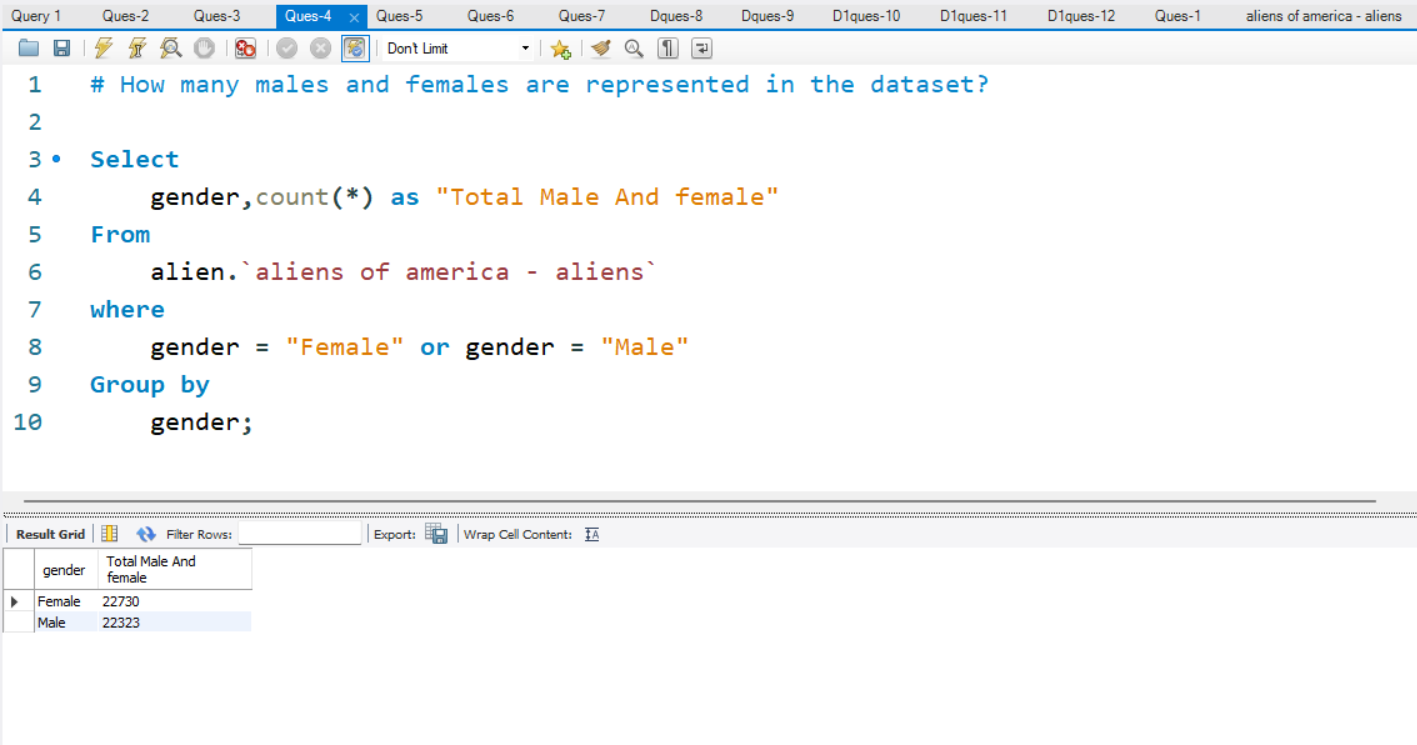 Query 1 Ques-2 Ques-3 Ques-4 Ques-5 Ques-6 Ques-7 Dques-8 Dques-9 D1ques-10 D1ques-11 D1ques-12 Ques-1 aliens of america - aliens
Don't Limit
1 # How many males and females are represented in the dataset?
2
3 Select
4 gender,count(*) as "Total Male And female"
5 From
6 alien.`aliens of america - aliens`
7 where
8 gender = "Female" or gender = "Male"
9 Group by
10 gender;
Result Grid Filter Rows: Export: Wrap Cell Content:
gender Total Male And
female
Female 22730
Male 22323